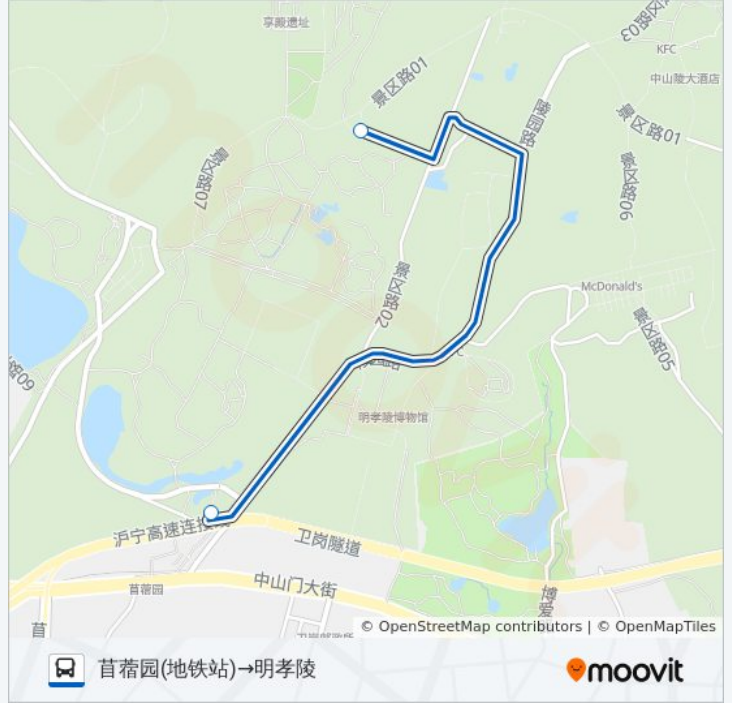 享殿遗址
景区路03
KFC
中山陵大酒店
景区路01
陵园路
景区路01
景区路06
景区路07
景区路02
McDonald's
景区路05
路09
明孝陵博物馆
沪宁高速连接
卫岗隧道
苜蓿园
中山门大街
博爱
苜
© OpenStreetMap contributors | © OpenMapTiles
苜蓿园(地铁站)→明孝陵
moovit